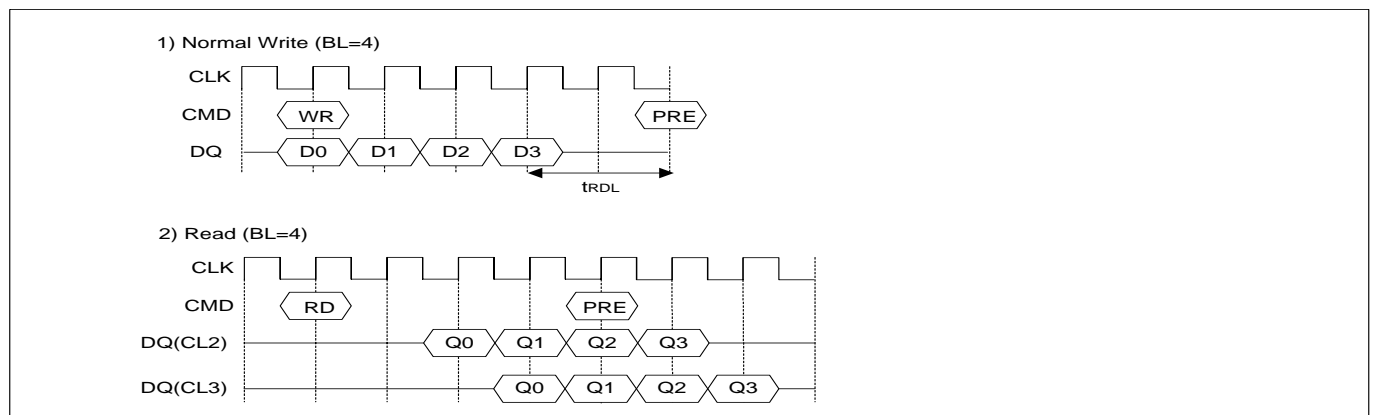 1) Normal Write (BL=4)
CLK
CMD WR PRE
DQ D0 D1 D2 D3
tRDL
2) Read (BL=4)
CLK
CMD RD PRE
DQ(CL2) Q0 Q1 Q2 Q3
DQ(CL3) Q0 Q1 Q2 Q3